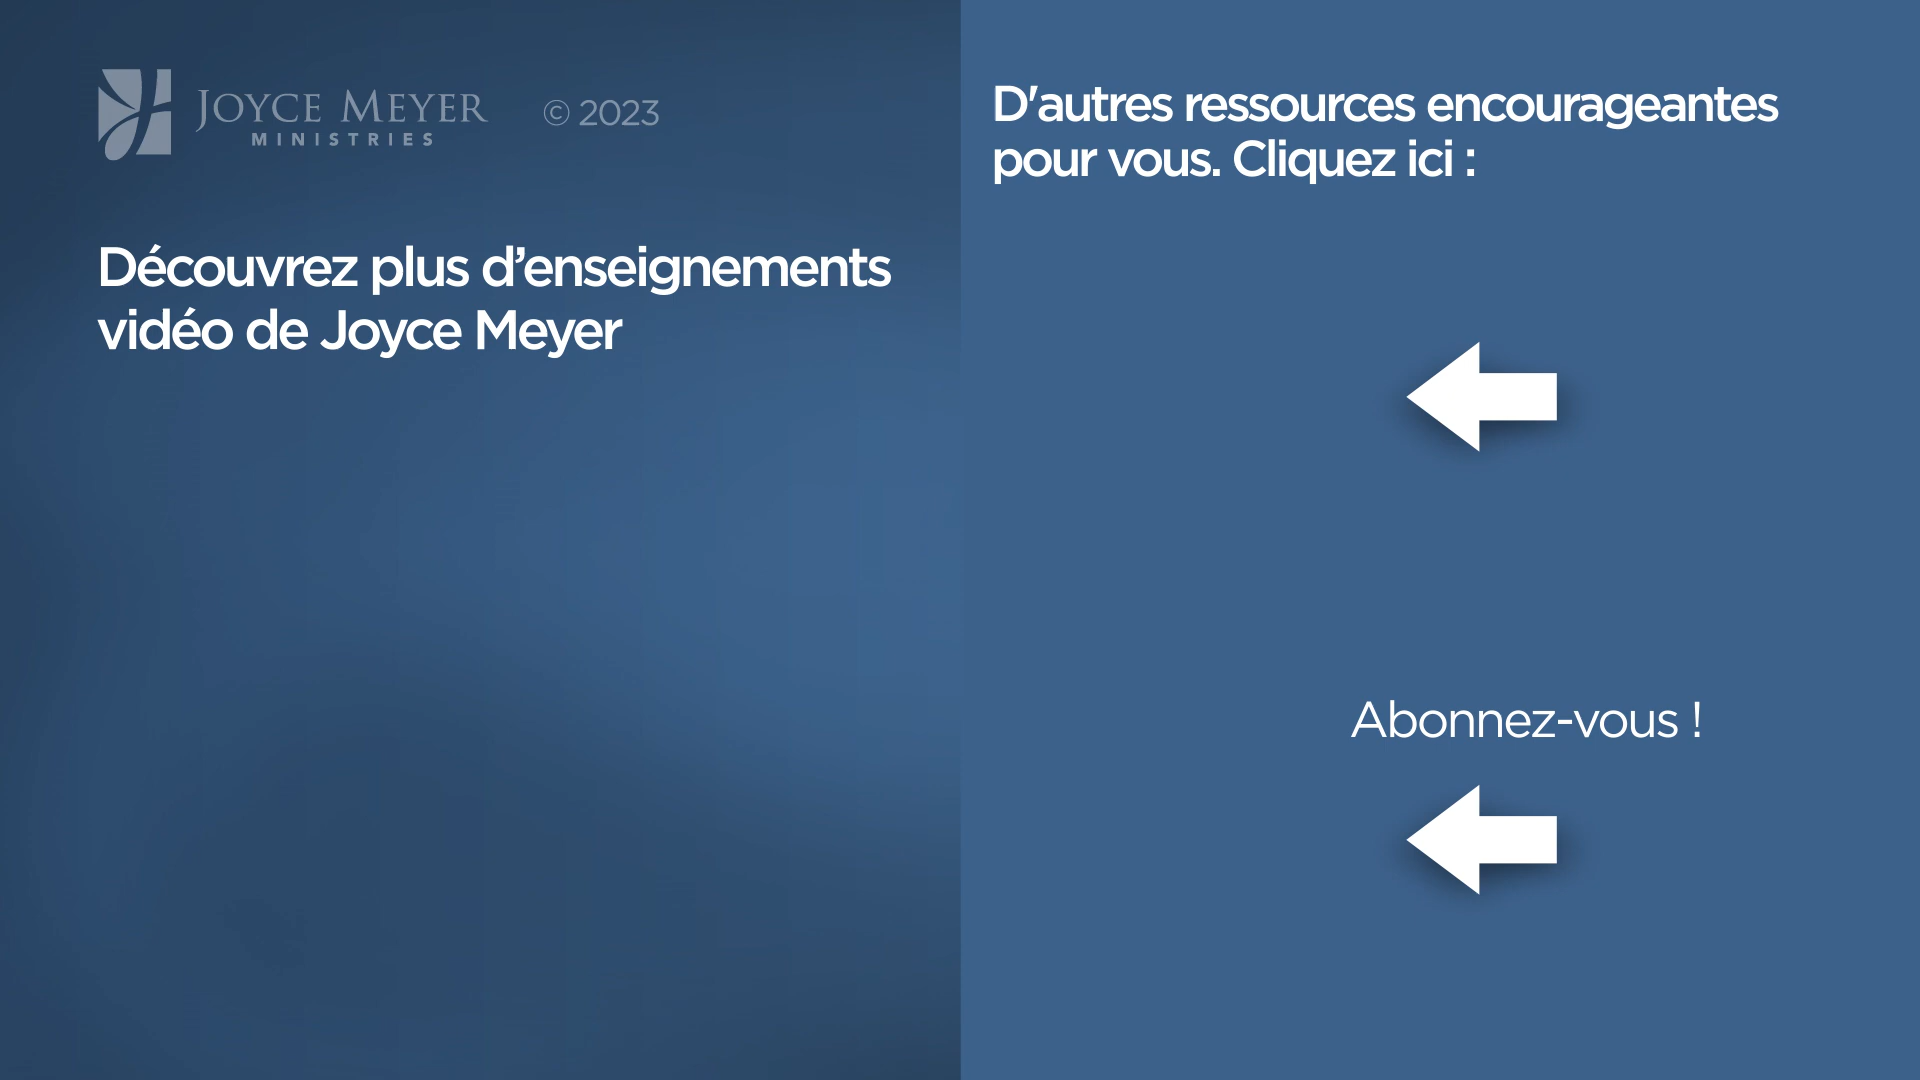 JOYCE MEYER
MINISTRIES
© 2023
Découvrez plus d’enseignements
vidéo de Joyce Meyer
D'autres ressources encourageantes
pour vous. Cliquez ici :
Abonnez-vous !